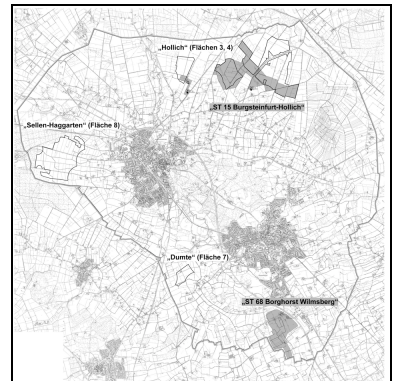 „Hollich“ (Flächen 3, 4)
„ST 15 Burgsteinfurt-Hollich“
„Sellen-Haggarten“ (Fläche 8)
„Dumte“ (Fläche 7)
„ST 68 Borghorst Wilmsberg“